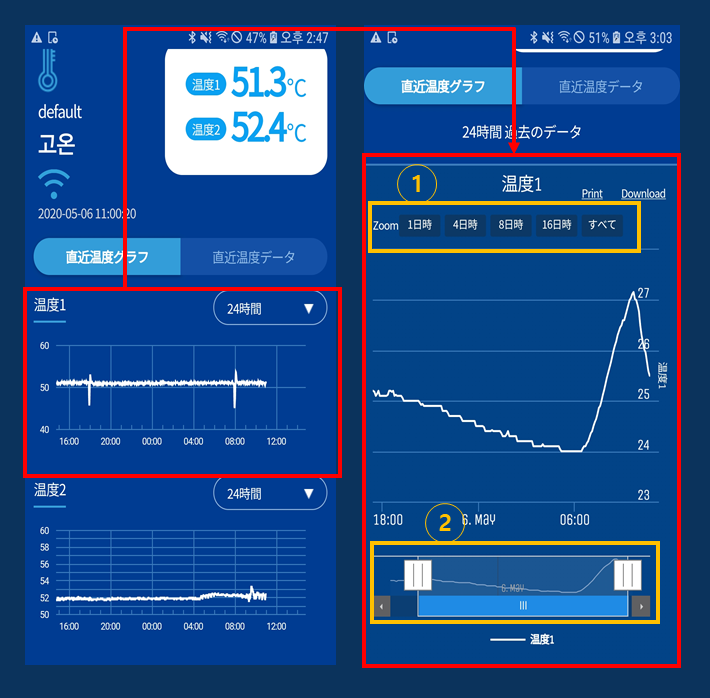 47% 오후 2:47
default
고온
2020-05-06 11:00:20
温度1 51.3°C
温度2 52.4°C
直近温度グラフ 直近温度データ
温度1
24時間 ▼
60
50
40
16:00 20:00 00:00 04:00 08:00 12:00
温度2
24時間 ▼
60
58
56
54
52
50
16:00 20:00 00:00 04:00 08:00 12:00
51% 오후 3:03
直近温度グラフ 直近温度データ
24時間 過去のデータ
1
温度1
Print Download
Zoom 1日時 4日時 8日時 16日時 すべて
27
26
温度1
25
24
23
18:00 6. May 06:00
2
6. May
温度1